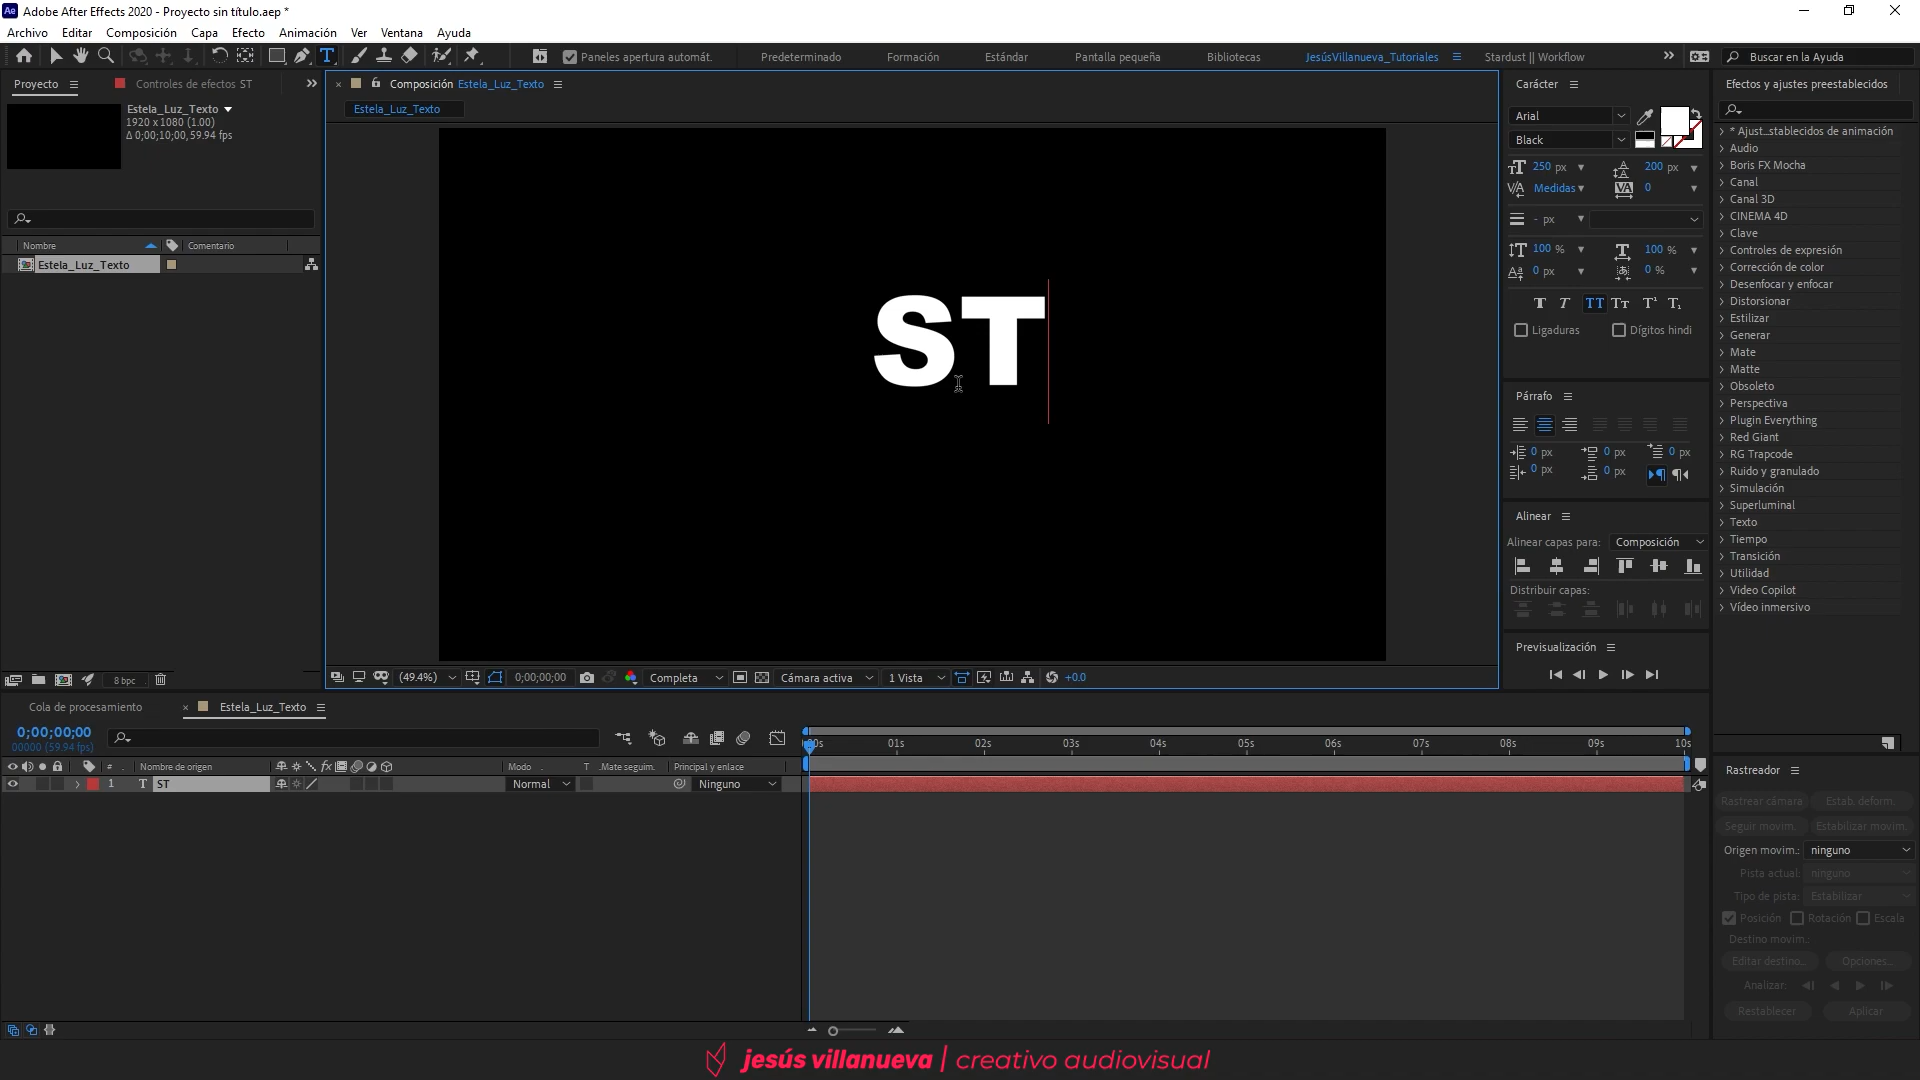 Adobe After Effects 2020 - Proyecto sin título.aep *
Archivo Editar Composición Capa Efecto Animación Ver Ventana Ayuda
Paneles apertura automát. Predeterminado Formación Estándar Pantalla pequeña Bibliotecas JesúsVillanueva_Tutoriales Stardust || Workflow Buscar en la Ayuda
Proyecto Controles de efectos ST
Estela_Luz_Texto
1920 x 1080 (1.00)
Δ 0;00;10;00, 59.94 fps
Nombre Comentario
Estela_Luz_Texto
8 bpc
Composición Estela_Luz_Texto
Estela_Luz_Texto
ST
(49.4%) 0;00;00;00 Completa Cámara activa 1 Vista +0.0
Carácter
Arial
Black
250 px 200 px
Medidas 0
- px
100 % 100 %
0 px 0 %
Ligaduras Dígitos hindi
Párrafo
0 px 0 px 0 px
0 px 0 px
Alinear
Alinear capas para: Composición
Distribuir capas:
Previsualización
Efectos y ajustes preestablecidos
* Ajust...stablecidos de animación
Audio
Boris FX Mocha
Canal
Canal 3D
CINEMA 4D
Clave
Controles de expresión
Corrección de color
Desenfocar y enfocar
Distorsionar
Estilizar
Generar
Mate
Matte
Obsoleto
Perspectiva
Plugin Everything
Red Giant
RG Trapcode
Ruido y granulado
Simulación
Superluminal
Texto
Tiempo
Transición
Utilidad
Video Copilot
Vídeo inmersivo
Cola de procesamiento Estela_Luz_Texto
0;00;00;00
00000 (59.94 fps)
Nombre de origen Modo T .Mate seguim. Principal y enlace
1 T ST Normal Ninguno
:00s 01s 02s 03s 04s 05s 06s 07s 08s 09s 10s
Rastreador
Rastrear cámara Estab. deform.
Seguir movim. Estabilizar movim.
Origen movim.: ninguno
Pista actual: ninguno
Tipo de pista: Estabilizar
Posición Rotación Escala
Destino movim.:
Editar destino... Opciones...
Analizar:
Restablecer Aplicar
jesús villanueva | creativo audiovisual